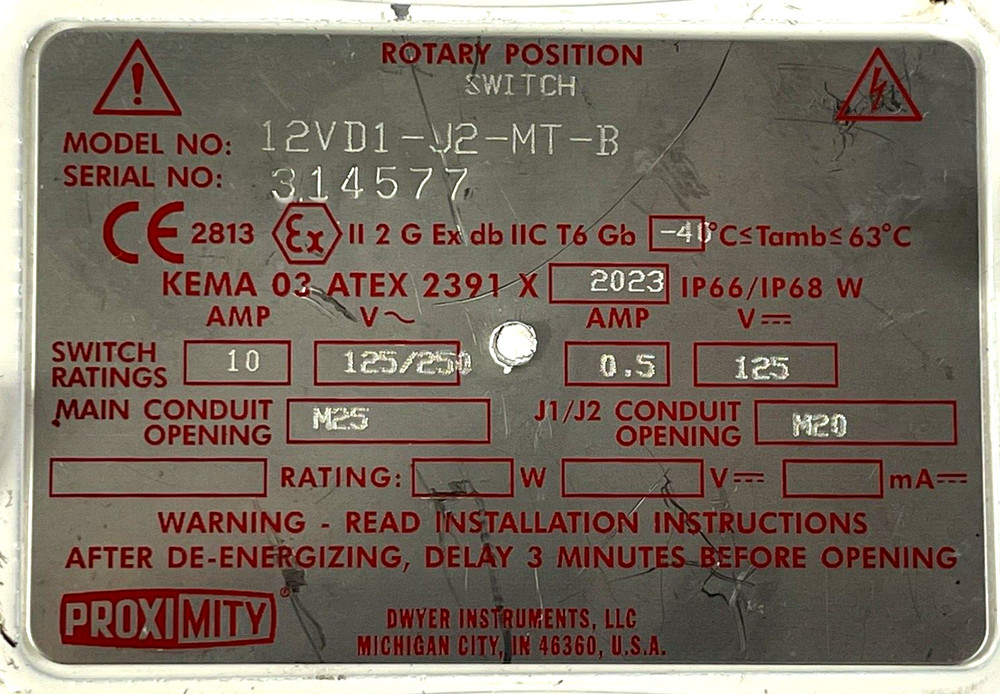 ROTARY POSITION
SWITCH
MODEL NO: 12VD1-J2-MT-B
SERIAL NO: 314577
CE 2813 Ex II 2 G Ex db IIC T6 Gb -40°C≤Tamb≤63°C
KEMA 03 ATEX 2391 X 2023 IP66/IP68 W
AMP V~ AMP V⎓
SWITCH RATINGS 10 125/250 0.5 125
MAIN CONDUIT OPENING M25 J1/J2 CONDUIT OPENING M20
RATING: W V⎓ mA⎓
WARNING - READ INSTALLATION INSTRUCTIONS
AFTER DE-ENERGIZING, DELAY 3 MINUTES BEFORE OPENING
PROXIMITY®
DWYER INSTRUMENTS, LLC
MICHIGAN CITY, IN 46360, U.S.A.